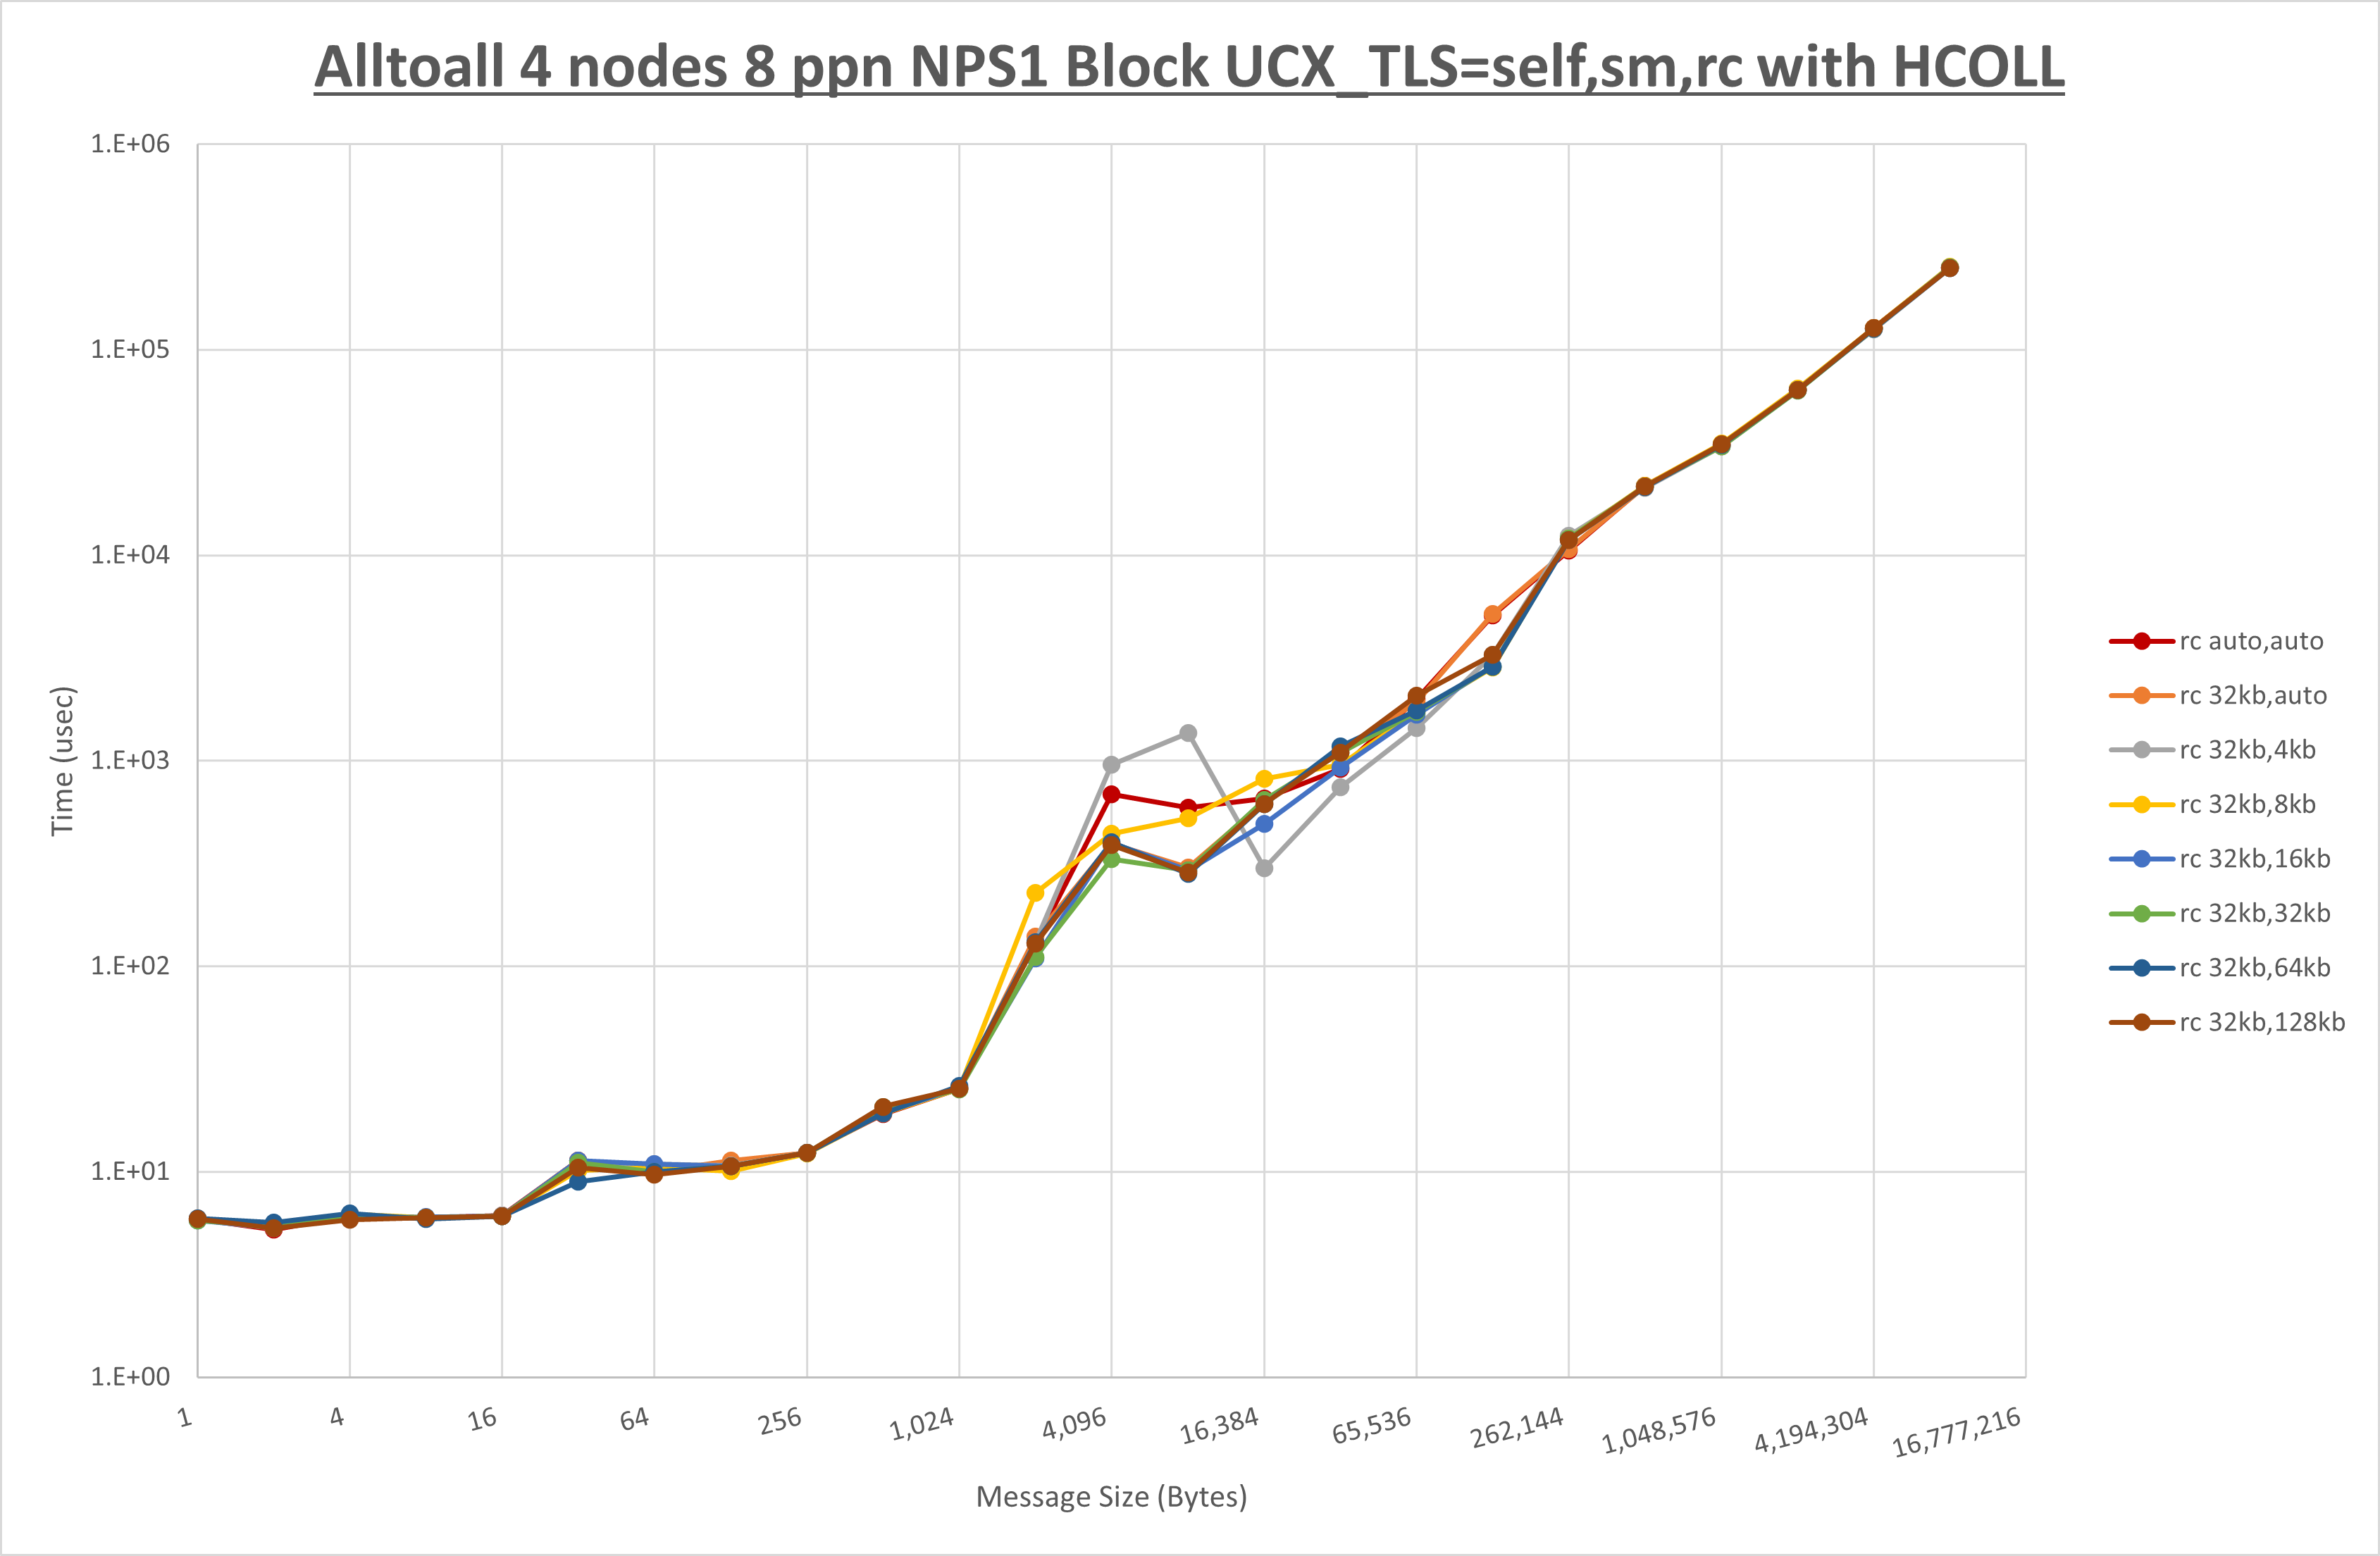 Alltoall 4 nodes 8 ppn NPS1 Block UCX_TLS=self,sm,rc with HCOLL
1.E+06
1.E+05
1.E+04
1.E+03
1.E+02
1.E+01
1.E+00
Time (usec)
1
4
16
64
256
1,024
4,096
16,384
65,536
262,144
1,048,576
4,194,304
16,777,216
Message Size (Bytes)
rc auto,auto
rc 32kb,auto
rc 32kb,4kb
rc 32kb,8kb
rc 32kb,16kb
rc 32kb,32kb
rc 32kb,64kb
rc 32kb,128kb